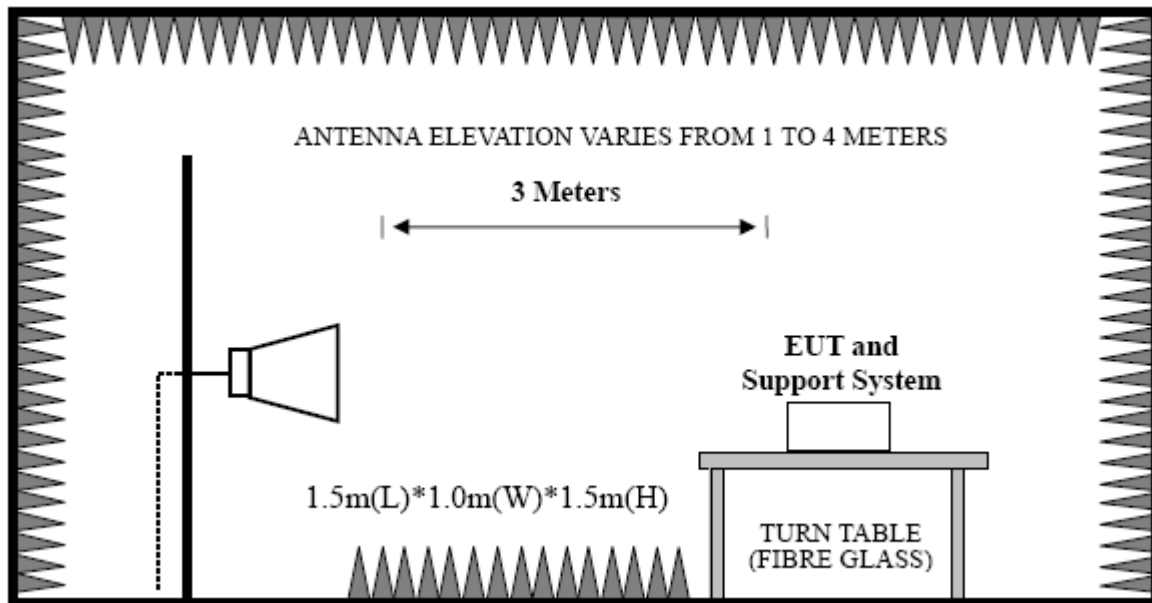 ANTENNA ELEVATION VARIES FROM 1 TO 4 METERS
3 Meters
EUT and
Support System
1.5m(L)*1.0m(W)*1.5m(H)
TURN TABLE
(FIBRE GLASS)